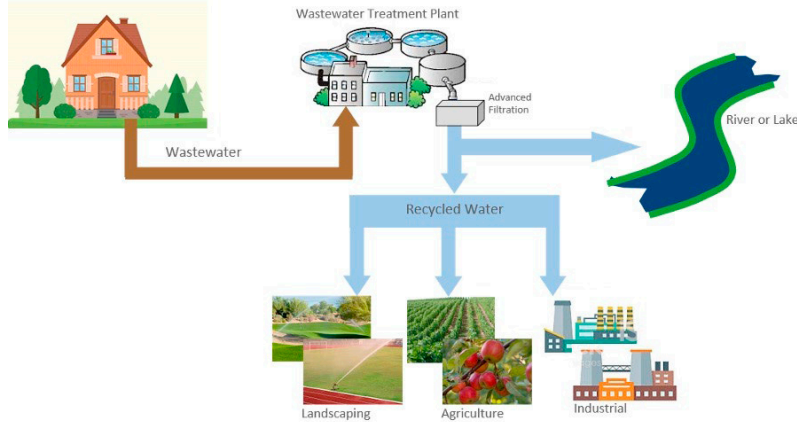 Wastewater Treatment Plant
Advanced
Filtration
River or Lake
Wastewater
Recycled Water
Landscaping
Agriculture
Industrial